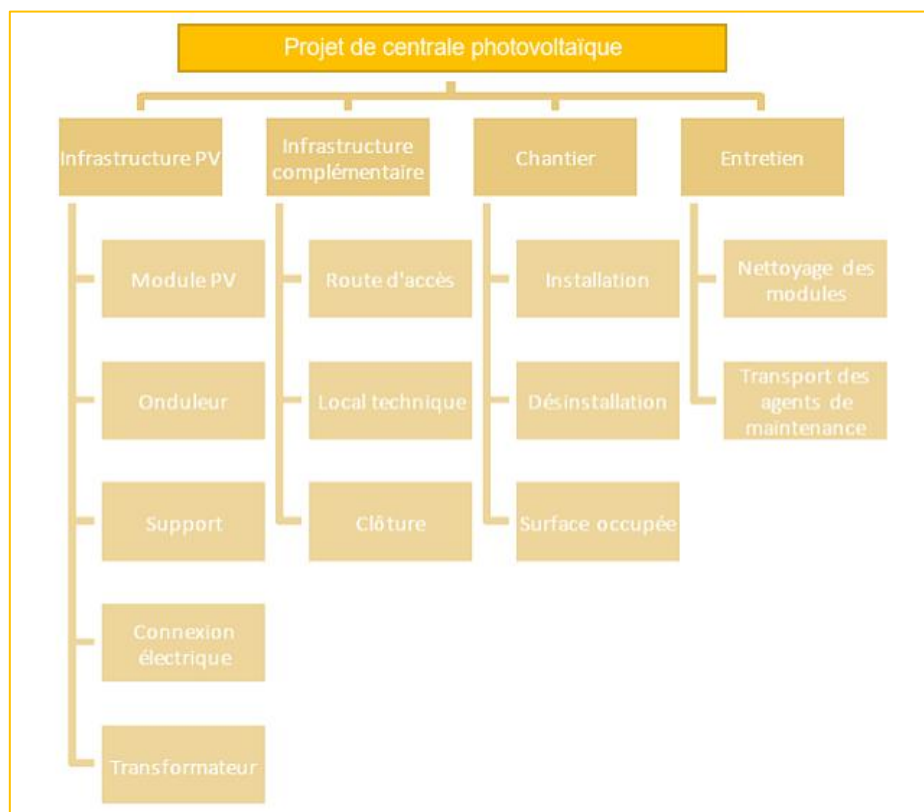 Projet de centrale photovoltaïque
Infrastructure PV
Module PV
Onduleur
Support
Connexion
électrique
Transformateur
Infrastructure
complémentaire
Route d'accès
Local technique
Clôture
Chantier
Installation
Désinstallation
Surface occupée
Entretien
Nettoyage des
modules
Transport des
agents de
maintenance